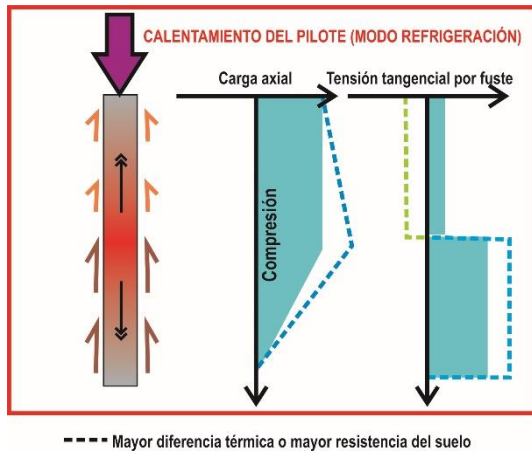 CALENTAMIENTO DEL PILOTE (MODO REFRIGERACIÓN)
Carga axial
Tensión tangencial por fuste
Compresión
Mayor diferencia térmica o mayor resistencia del suelo